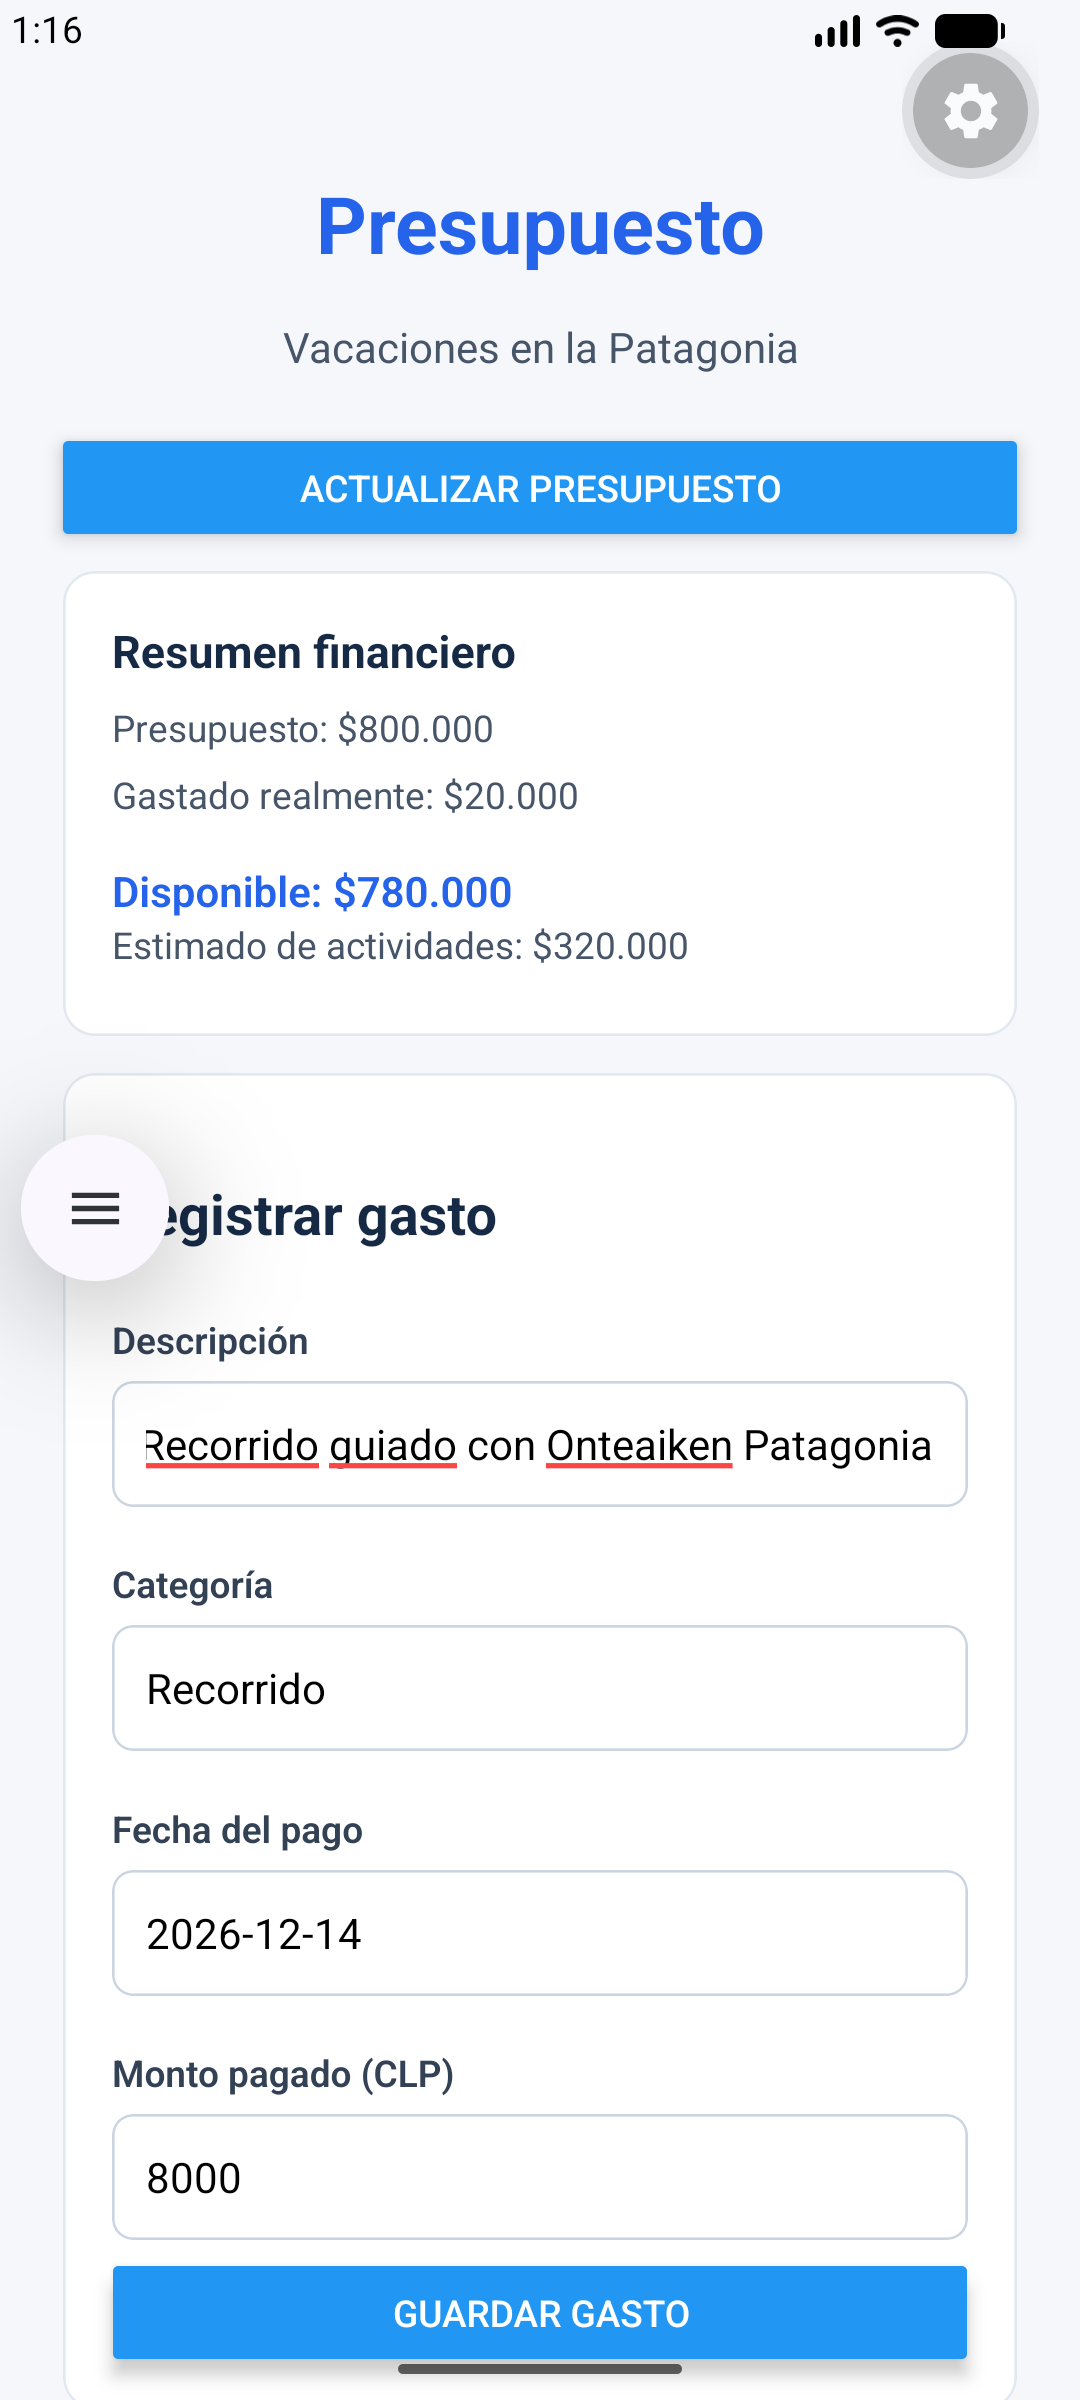 1:16
Presupuesto
Vacaciones en la Patagonia
ACTUALIZAR PRESUPUESTO
Resumen financiero
Presupuesto: $800.000
Gastado realmente: $20.000
Disponible: $780.000
Estimado de actividades: $320.000
egistrar gasto
Descripción
Recorrido guiado con Onteaiken Patagonia
Categoría
Recorrido
Fecha del pago
2026-12-14
Monto pagado (CLP)
8000
GUARDAR GASTO